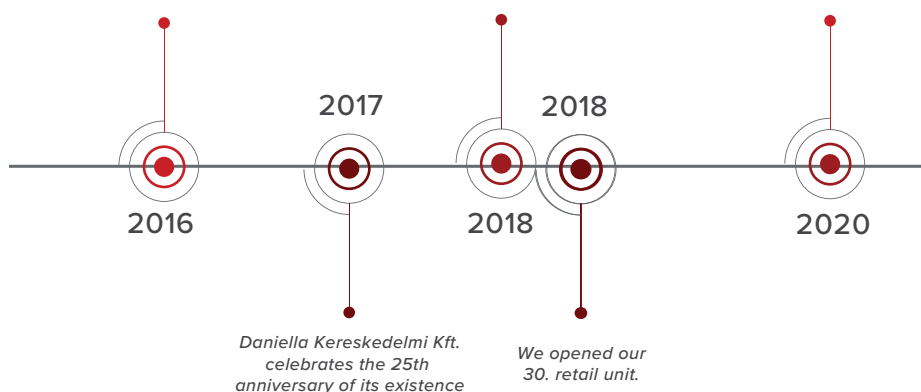 2017
2018
2016
2018
2020
Daniella Kereskedelmi Kft.
celebrates the 25th
anniversary of its existence
We opened our
30. retail unit.